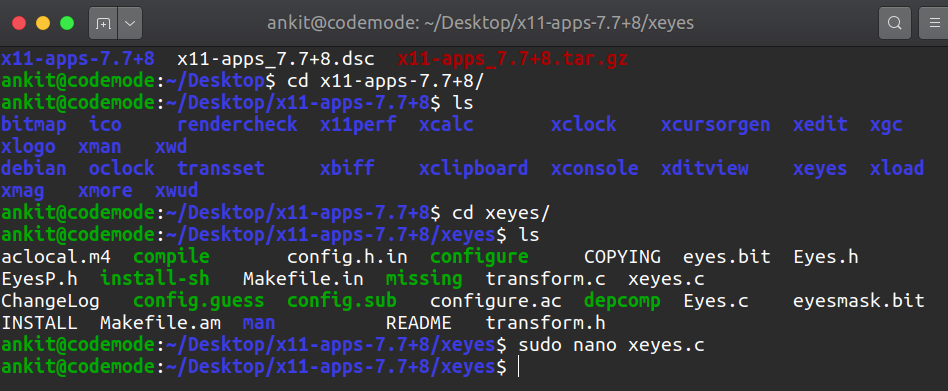 ankit@codemode: ~/Desktop/x11-apps-7.7+8/xeyes
x11-apps-7.7+8  x11-apps_7.7+8.dsc  x11-apps_7.7+8.tar.gz
ankit@codemode:~/Desktop$ cd x11-apps-7.7+8/
ankit@codemode:~/Desktop/x11-apps-7.7+8$ ls
bitmap  ico     rendercheck  x11perf  xcalc       xclock    xcursorgen  xedit  xgc
xlogo  xman   xwd
debian  oclock  transset     xbiff    xclipboard  xconsole  xditview    xeyes  xload
xmag   xmore  xwud
ankit@codemode:~/Desktop/x11-apps-7.7+8$ cd xeyes/
ankit@codemode:~/Desktop/x11-apps-7.7+8/xeyes$ ls
aclocal.m4  compile       config.h.in  configure     COPYING  eyes.bit  Eyes.h
EyesP.h  install-sh   Makefile.in  missing  transform.c  xeyes.c
ChangeLog   config.guess  config.sub   configure.ac  depcomp  Eyes.c    eyesmask.bit
INSTALL  Makefile.am  man          README   transform.h
ankit@codemode:~/Desktop/x11-apps-7.7+8/xeyes$ sudo nano xeyes.c
ankit@codemode:~/Desktop/x11-apps-7.7+8/xeyes$